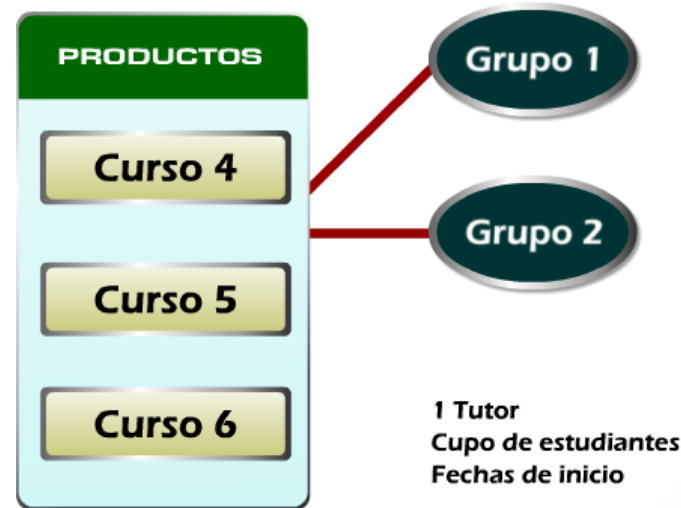 PRODUCTOS
Curso 4
Curso 5
Curso 6
Grupo 1
Grupo 2
1 Tutor
Cupo de estudiantes
Fechas de inicio